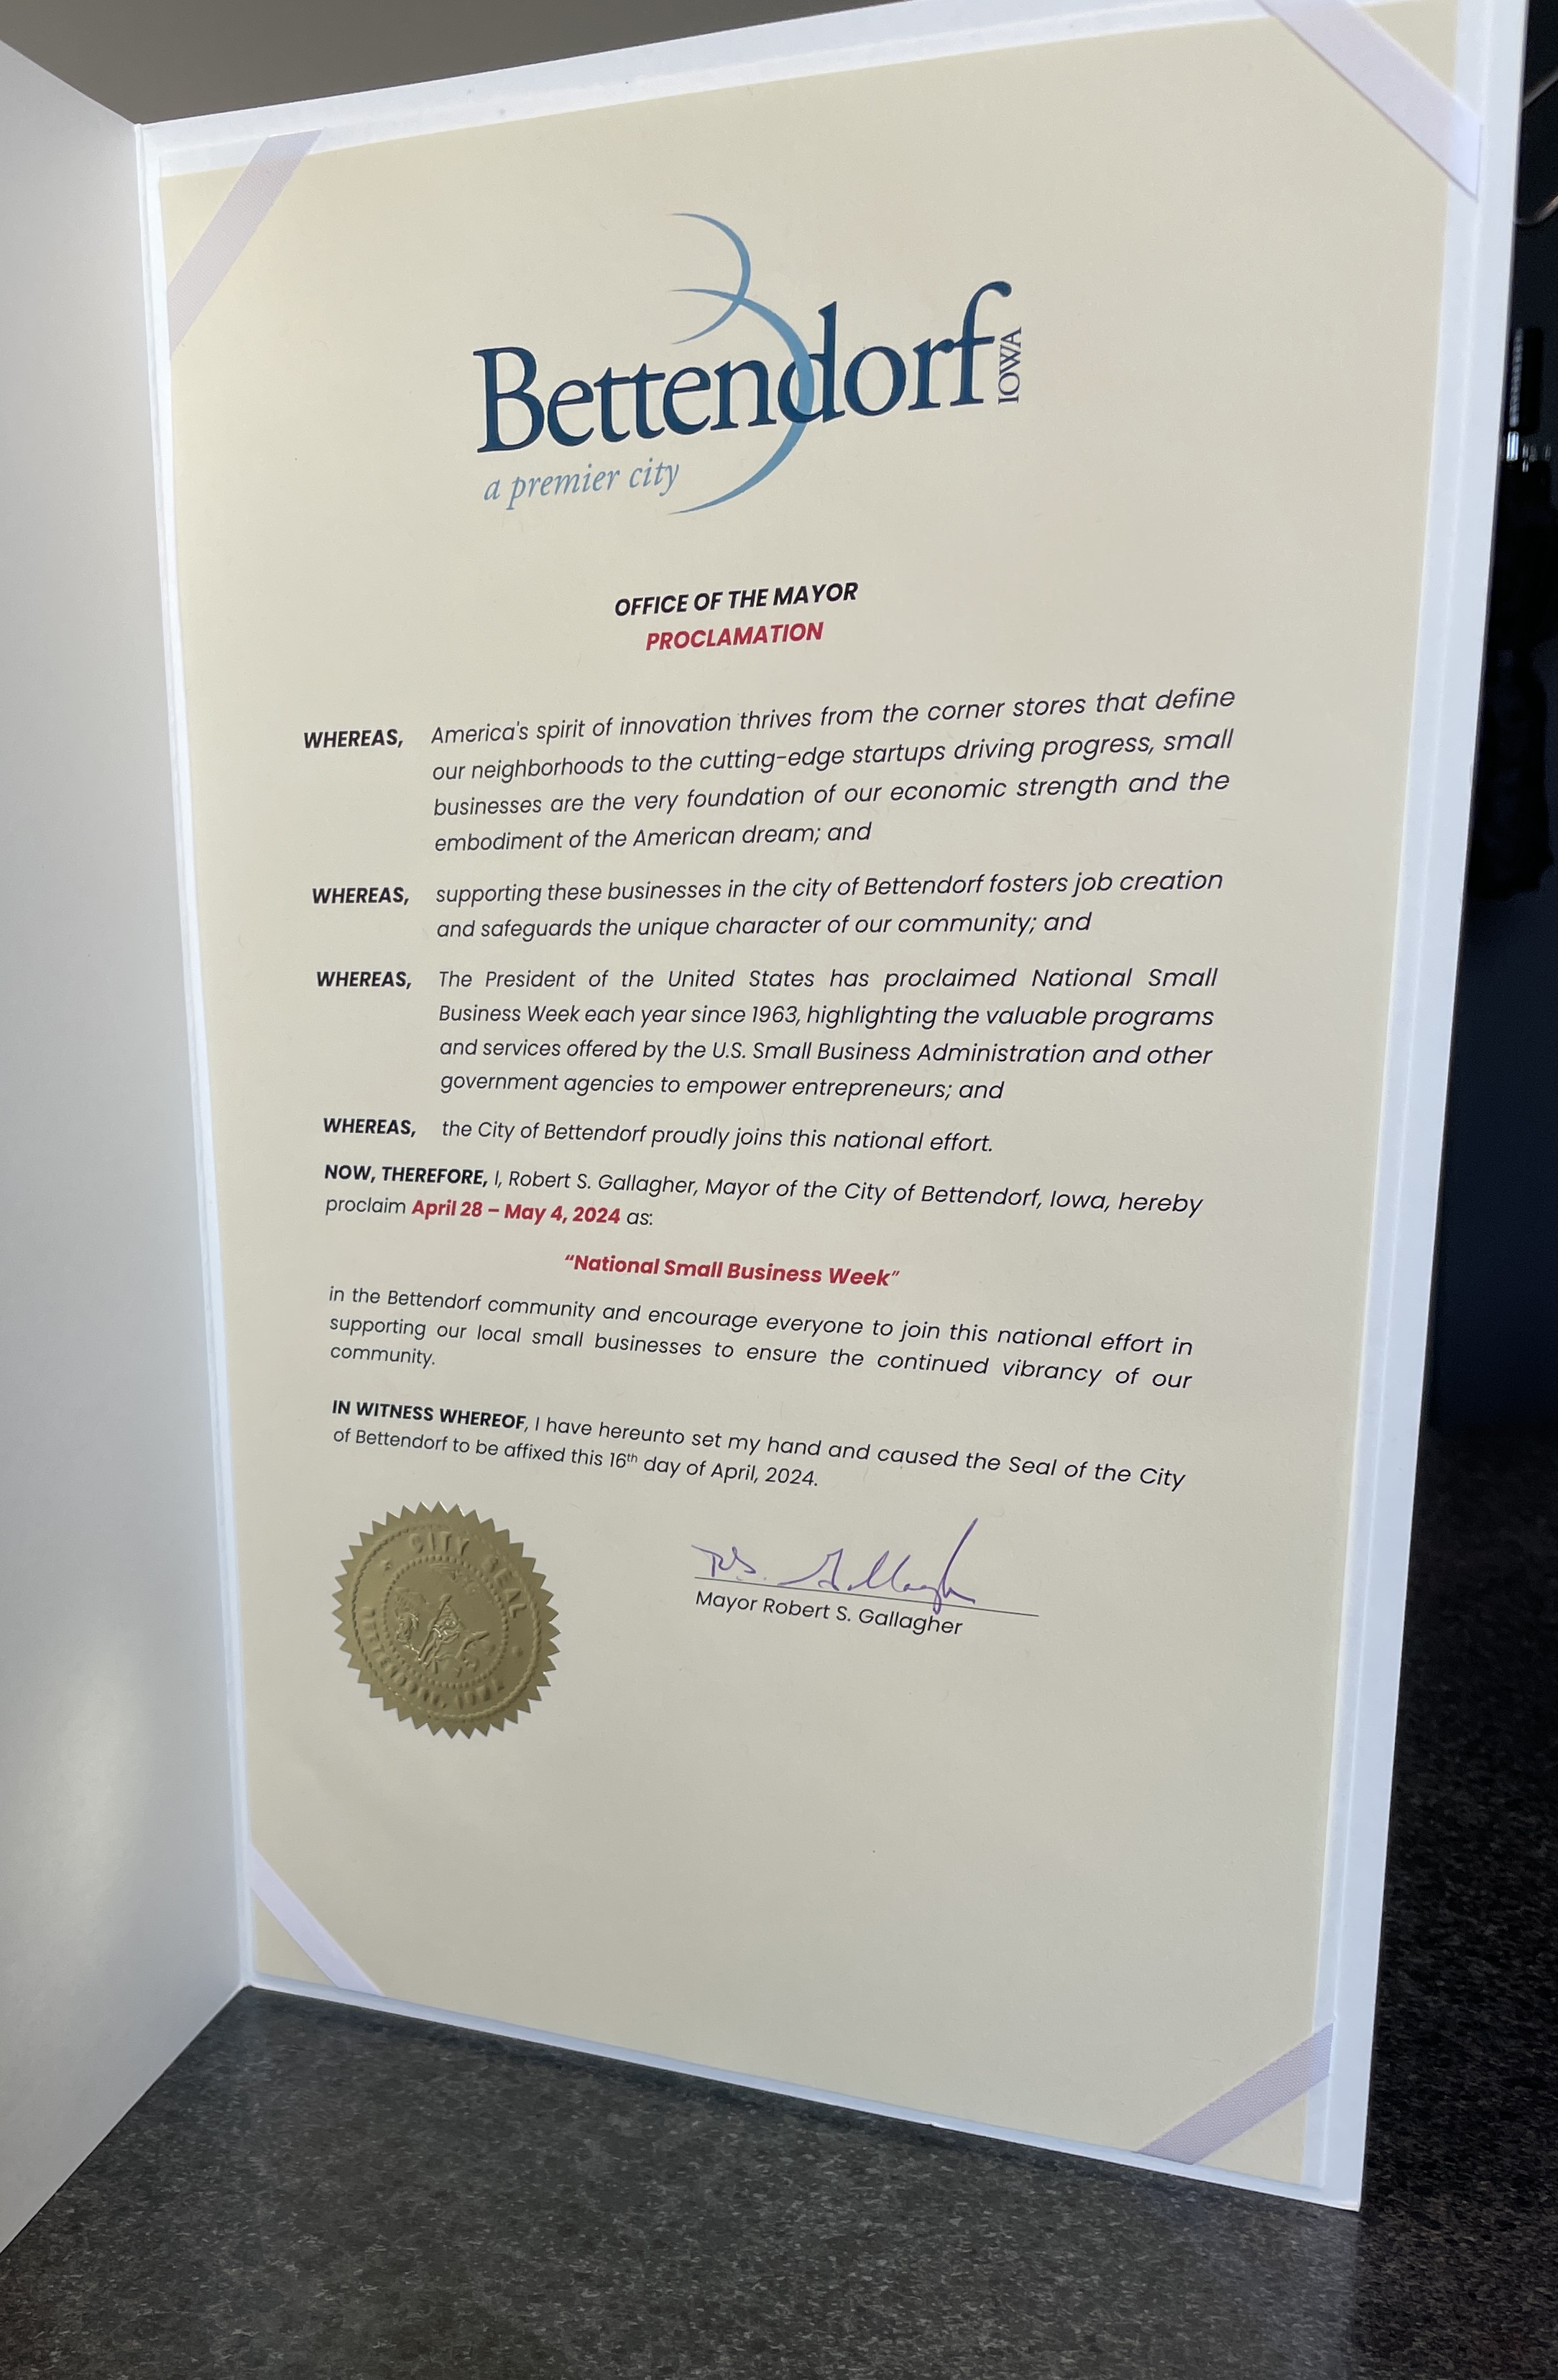 Bettendorf IOWA
a premier city
OFFICE OF THE MAYOR
PROCLAMATION
WHEREAS, America's spirit of innovation thrives from the corner stores that define
our neighborhoods to the cutting-edge startups driving progress, small
businesses are the very foundation of our economic strength and the
embodiment of the American dream; and
WHEREAS, supporting these businesses in the city of Bettendorf fosters job creation
and safeguards the unique character of our community; and
WHEREAS, The President of the United States has proclaimed National Small
Business Week each year since 1963, highlighting the valuable programs
and services offered by the U.S. Small Business Administration and other
government agencies to empower entrepreneurs; and
WHEREAS, the City of Bettendorf proudly joins this national effort.
NOW, THEREFORE, I, Robert S. Gallagher, Mayor of the City of Bettendorf, Iowa, hereby
proclaim April 28 – May 4, 2024 as:
“National Small Business Week”
in the Bettendorf community and encourage everyone to join this national effort in
supporting our local small businesses to ensure the continued vibrancy of our
community.
IN WITNESS WHEREOF, I have hereunto set my hand and caused the Seal of the City
of Bettendorf to be affixed this 16th day of April, 2024.
CITY SEAL
BETTENDORF, IOWA
R.S. Gallagher
Mayor Robert S. Gallagher